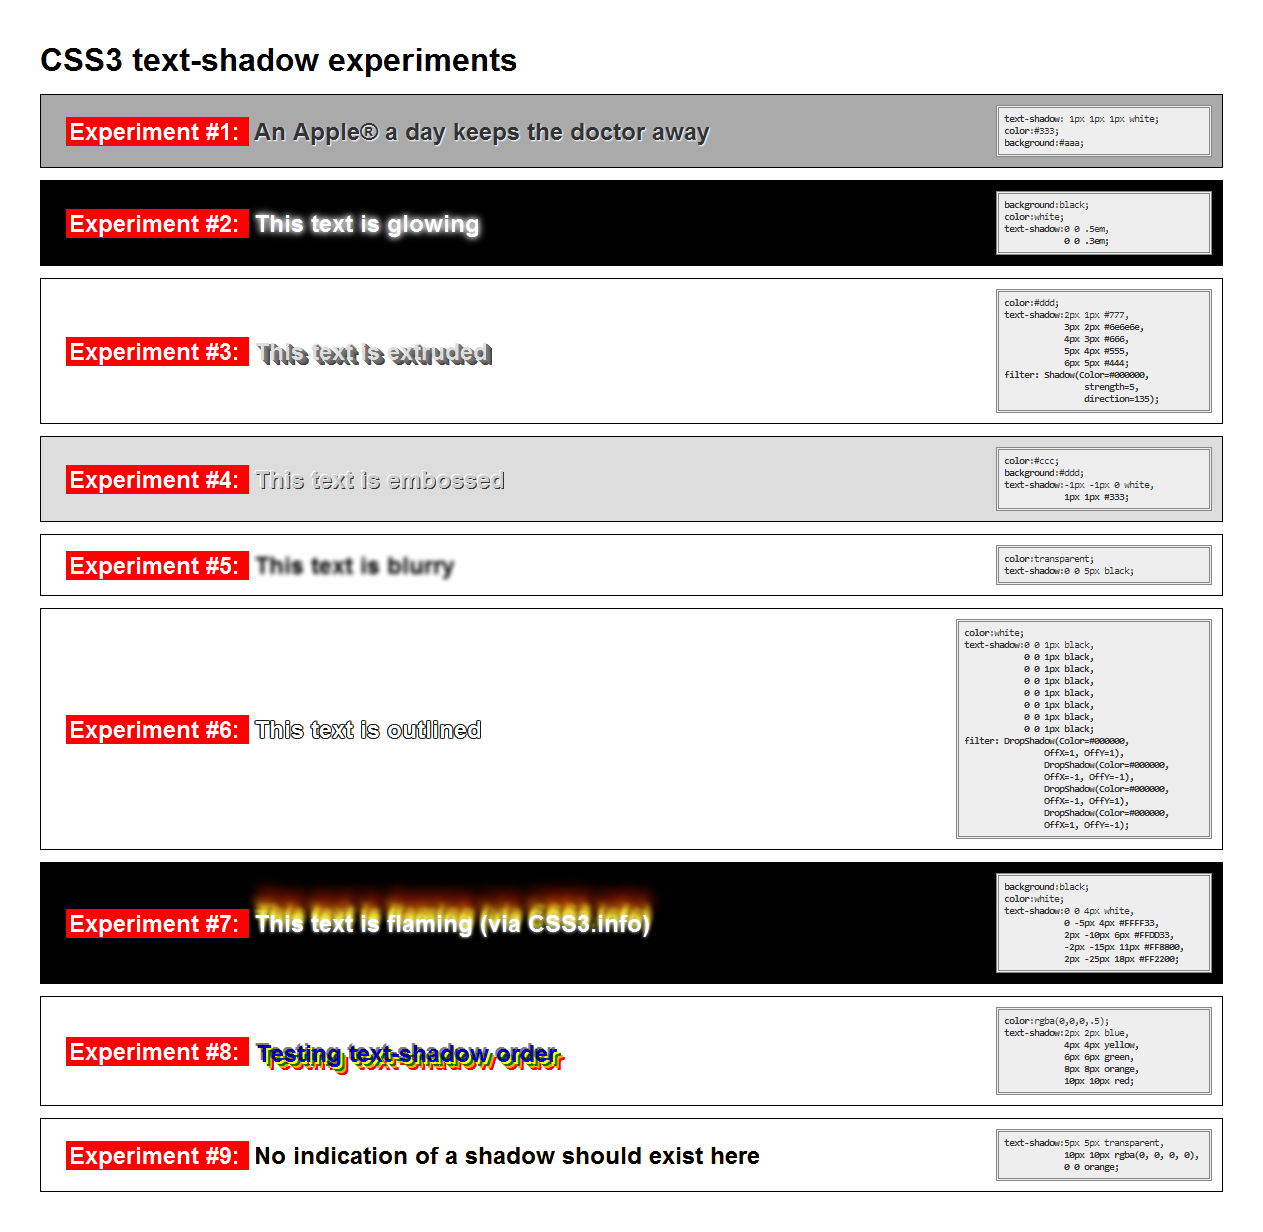 CSS3 text-shadow experiments
Experiment #1: An Apple® a day keeps the doctor away
text-shadow: 1px 1px 1px white;
color:#333;
background:#aaa;
Experiment #2: This text is glowing
background:black;
color:white;
text-shadow:0 0 .5em,
0 0 .3em;
Experiment #3: This text is extruded
color:#ddd;
text-shadow:2px 1px #777,
3px 2px #6e6e6e,
4px 3px #666,
5px 4px #555,
6px 5px #444;
filter: Shadow(Color=#000000,
strength=5,
direction=135);
Experiment #4: This text is embossed
color:#ccc;
background:#ddd;
text-shadow:-1px -1px 0 white,
1px 1px #333;
Experiment #5: This text is blurry
color:transparent;
text-shadow:0 0 5px black;
Experiment #6: This text is outlined
color:white;
text-shadow:0 0 1px black,
0 0 1px black,
0 0 1px black,
0 0 1px black,
0 0 1px black,
0 0 1px black,
0 0 1px black,
0 0 1px black;
filter: DropShadow(Color=#000000,
OffX=1, OffY=1),
DropShadow(Color=#000000,
OffX=-1, OffY=-1),
DropShadow(Color=#000000,
OffX=-1, OffY=1),
DropShadow(Color=#000000,
OffX=1, OffY=-1);
Experiment #7: This text is flaming (via CSS3.info)
background:black;
color:white;
text-shadow:0 0 4px white,
0 -5px 4px #FFFF33,
2px -10px 6px #FFDD33,
-2px -15px 11px #FF8800,
2px -25px 18px #FF2200;
Experiment #8: Testing text-shadow order
color:rgba(0,0,0,.5);
text-shadow:2px 2px blue,
4px 4px yellow,
6px 6px green,
8px 8px orange,
10px 10px red;
Experiment #9: No indication of a shadow should exist here
text-shadow:5px 5px transparent,
10px 10px rgba(0, 0, 0, 0),
0 0 orange;